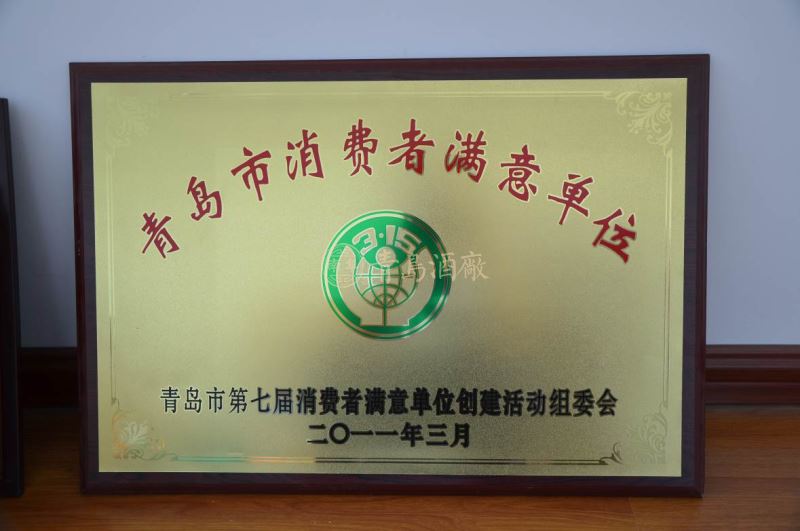 青岛市消费者满意单位
3·15
青岛酒廠
青岛市第七届消费者满意单位创建活动组委会
二〇一一年三月